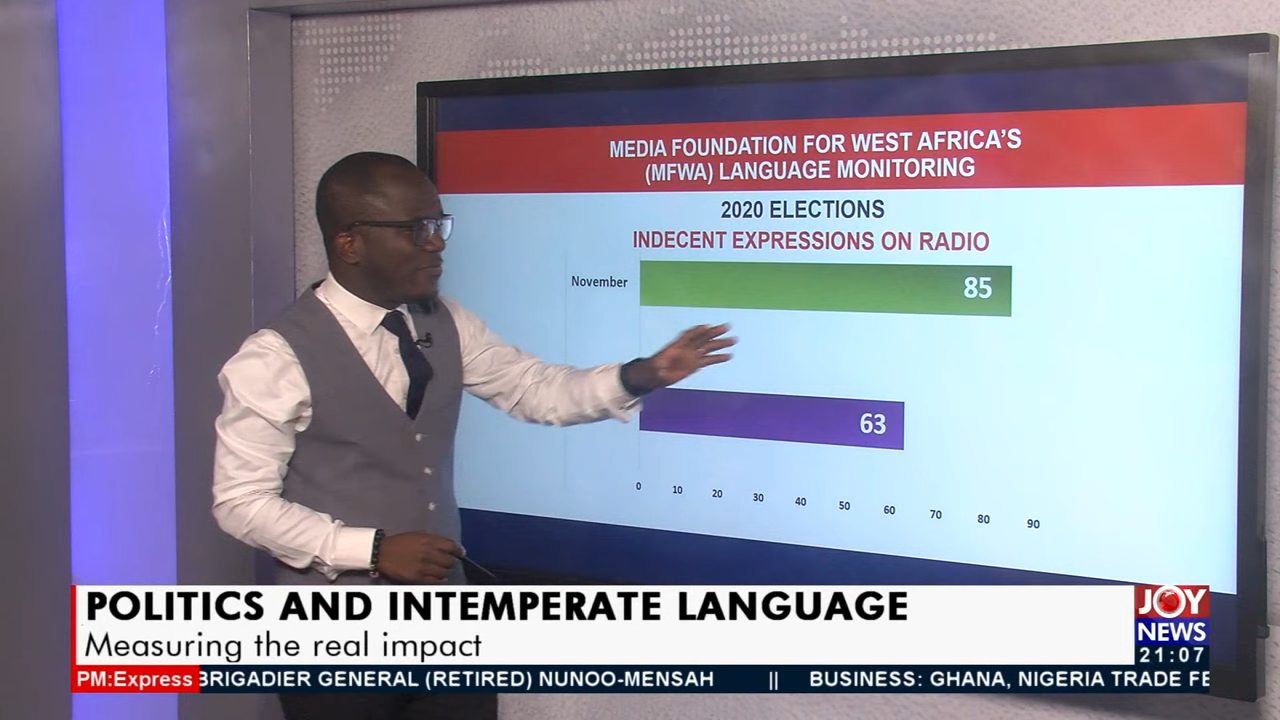 MEDIA FOUNDATION FOR WEST AFRICA'S
(MFWA) LANGUAGE MONITORING
2020 ELECTIONS
INDECENT EXPRESSIONS ON RADIO
November
85
63
0 10 20 30 40 50 60 70 80 90
POLITICS AND INTEMPERATE LANGUAGE
Measuring the real impact
JOY
NEWS
21:07
PM:Express
BRIGADIER GENERAL (RETIRED) NUNOO-MENSAH || BUSINESS: GHANA, NIGERIA TRADE